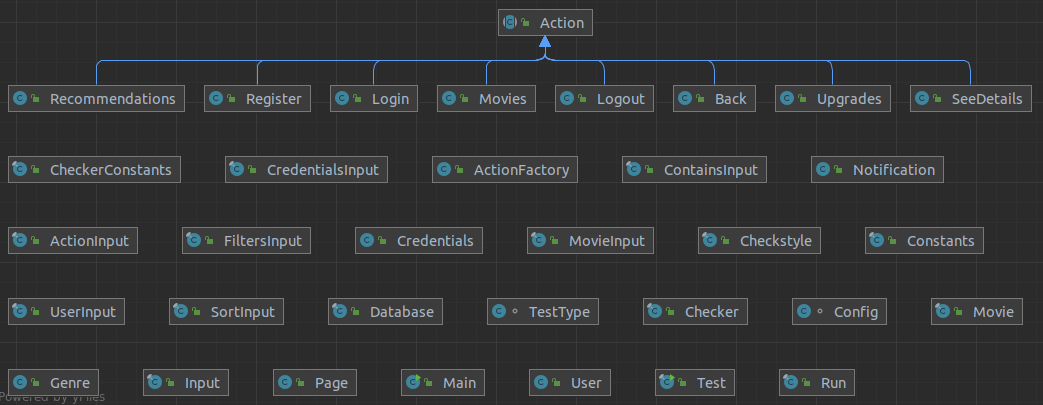 Action
Recommendations Register Login Movies Logout Back Upgrades SeeDetails
CheckerConstants CredentialsInput ActionFactory ContainsInput Notification
ActionInput FiltersInput Credentials MovieInput Checkstyle Constants
UserInput SortInput Database TestType Checker Config Movie
Genre Input Page Main User Test Run
Powered by yFiles